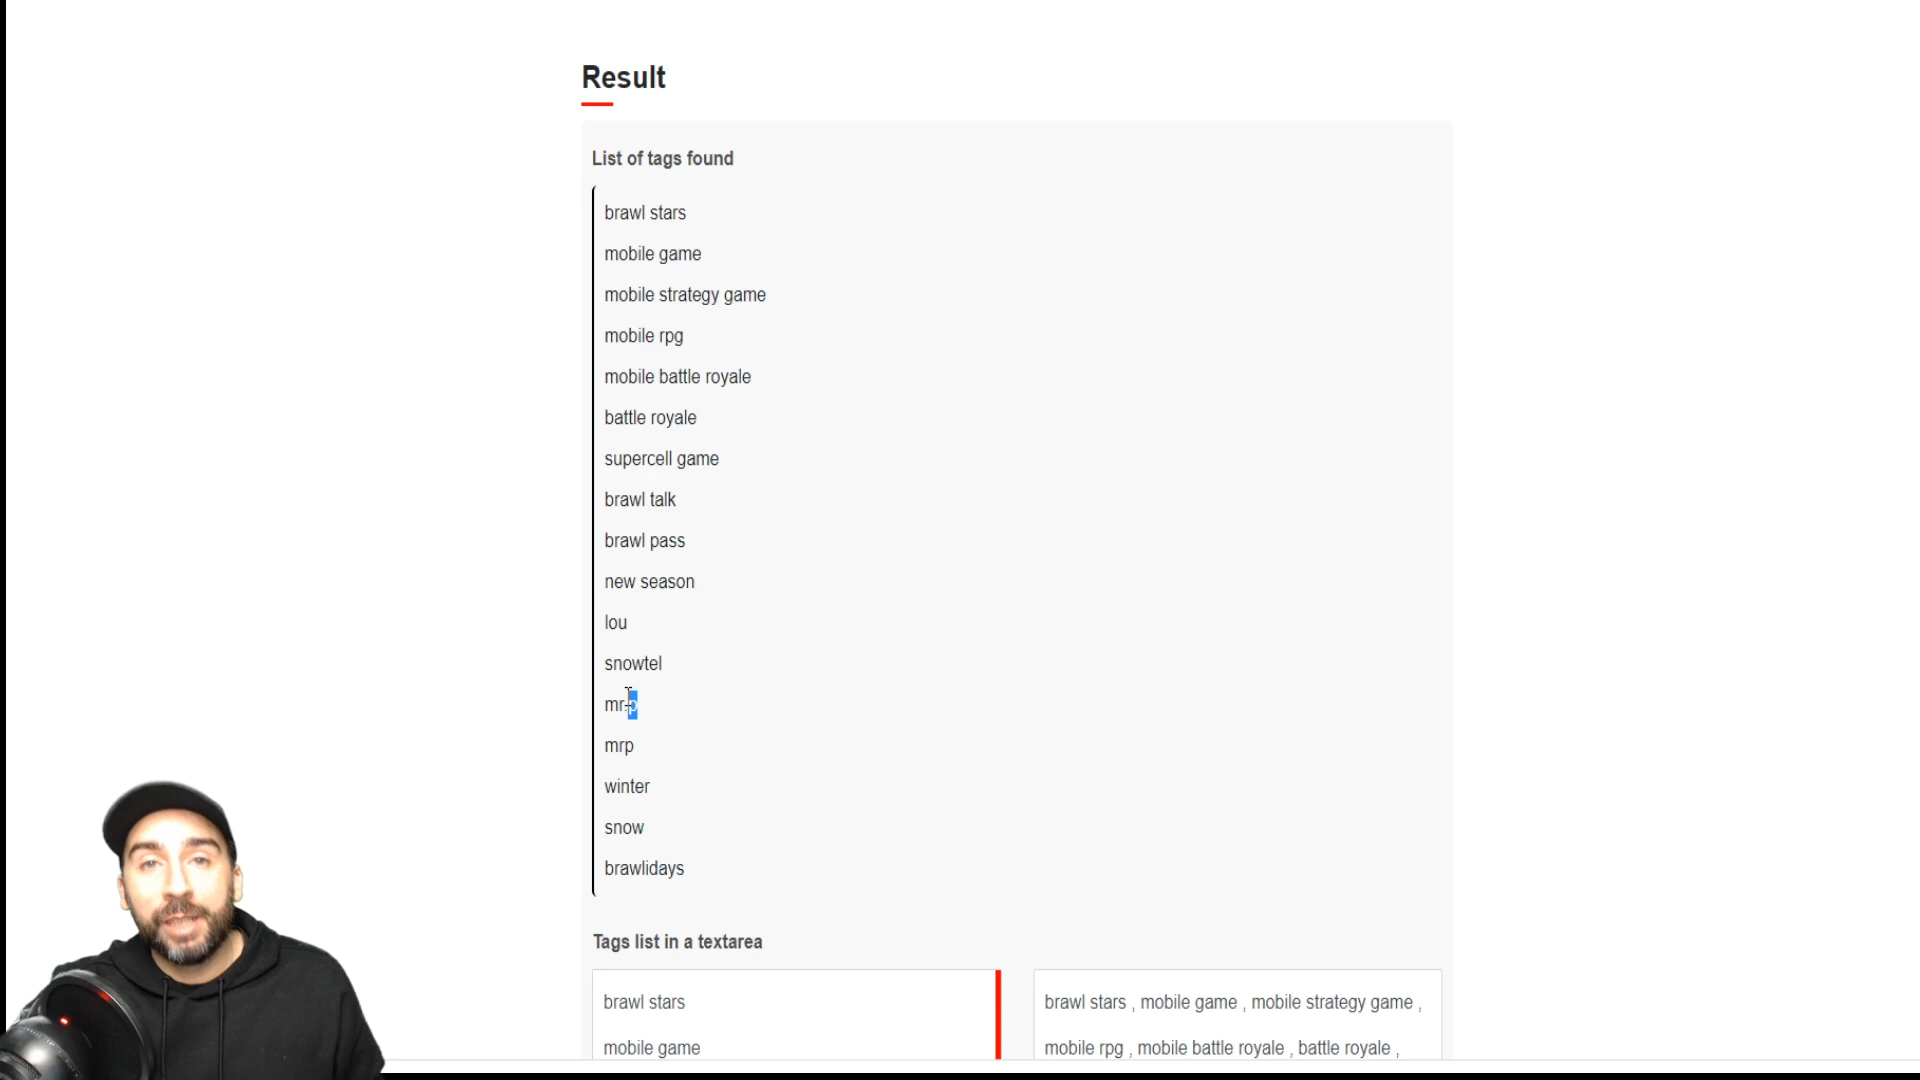 Result
List of tags found
brawl stars
mobile game
mobile strategy game
mobile rpg
mobile battle royale
battle royale
supercell game
brawl talk
brawl pass
new season
lou
snowtel
mr.p
mrp
winter
snow
brawlidays
Tags list in a textarea
brawl stars
mobile game
brawl stars , mobile game , mobile strategy game ,
mobile rpg , mobile battle royale , battle royale ,